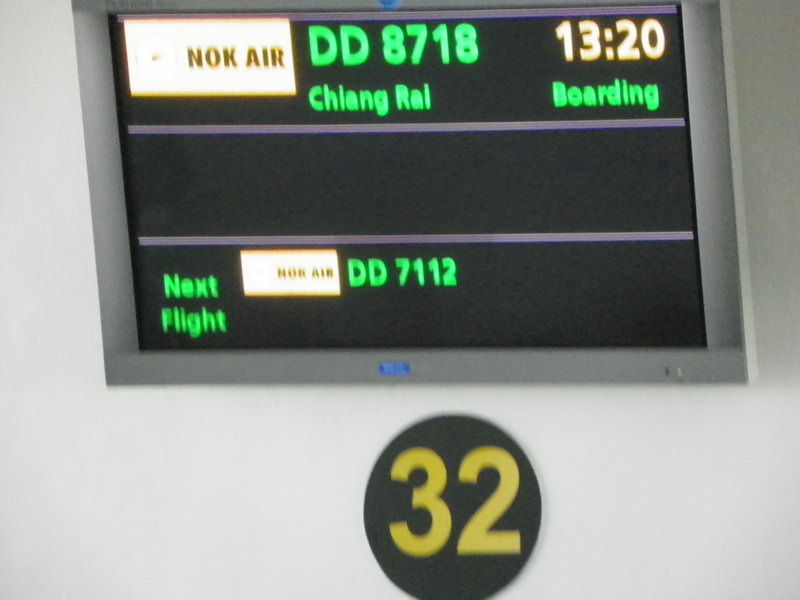 NOK AIR DD 8718 13:20
Chiang Rai Boarding
Next Flight NOK AIR DD 7112
32